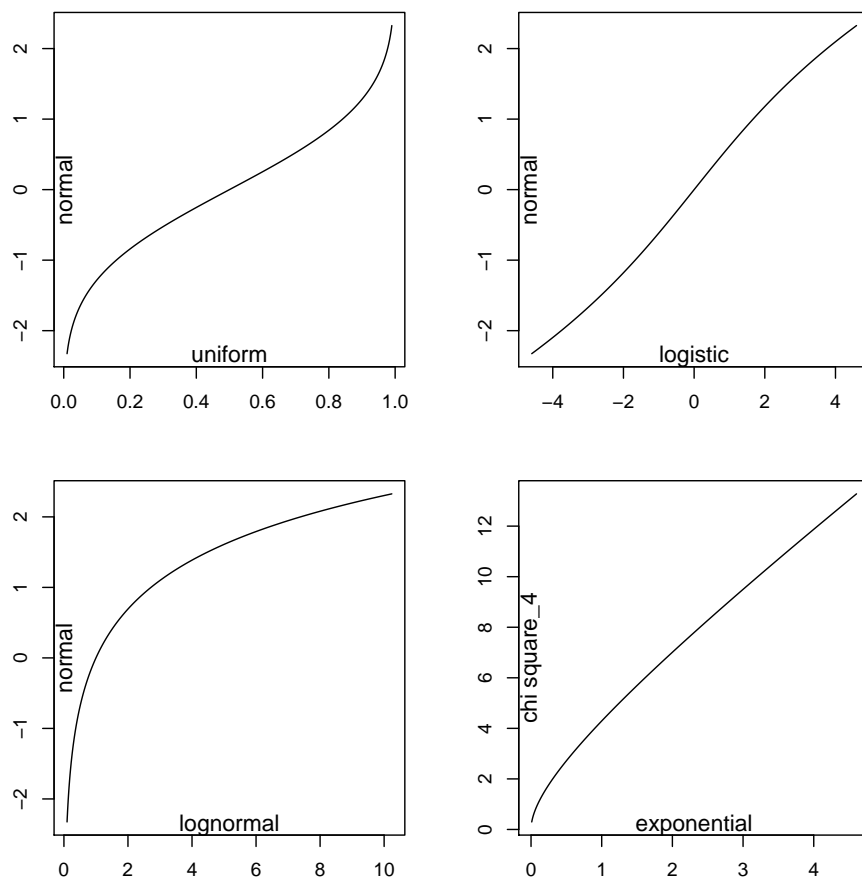 2
1
0
−1
−2
normal
uniform
0.0 0.2 0.4 0.6 0.8 1.0
2
1
0
−1
−2
normal
logistic
−4 −2 0 2 4
2
1
0
−1
−2
normal
lognormal
0 2 4 6 8 10
12
10
8
6
4
2
0
chi square_4
exponential
0 1 2 3 4